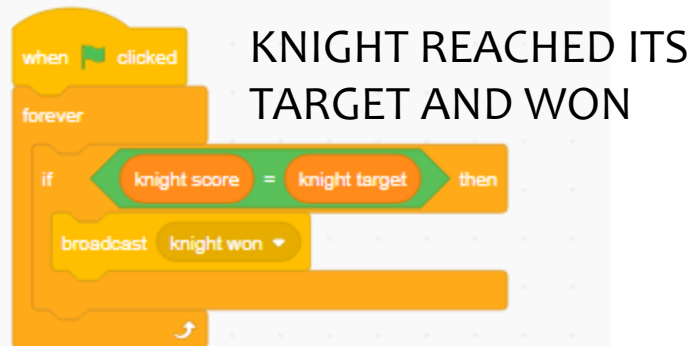 KNIGHT REACHED ITS
TARGET AND WON
when clicked
forever
if knight score = knight target then
broadcast knight won